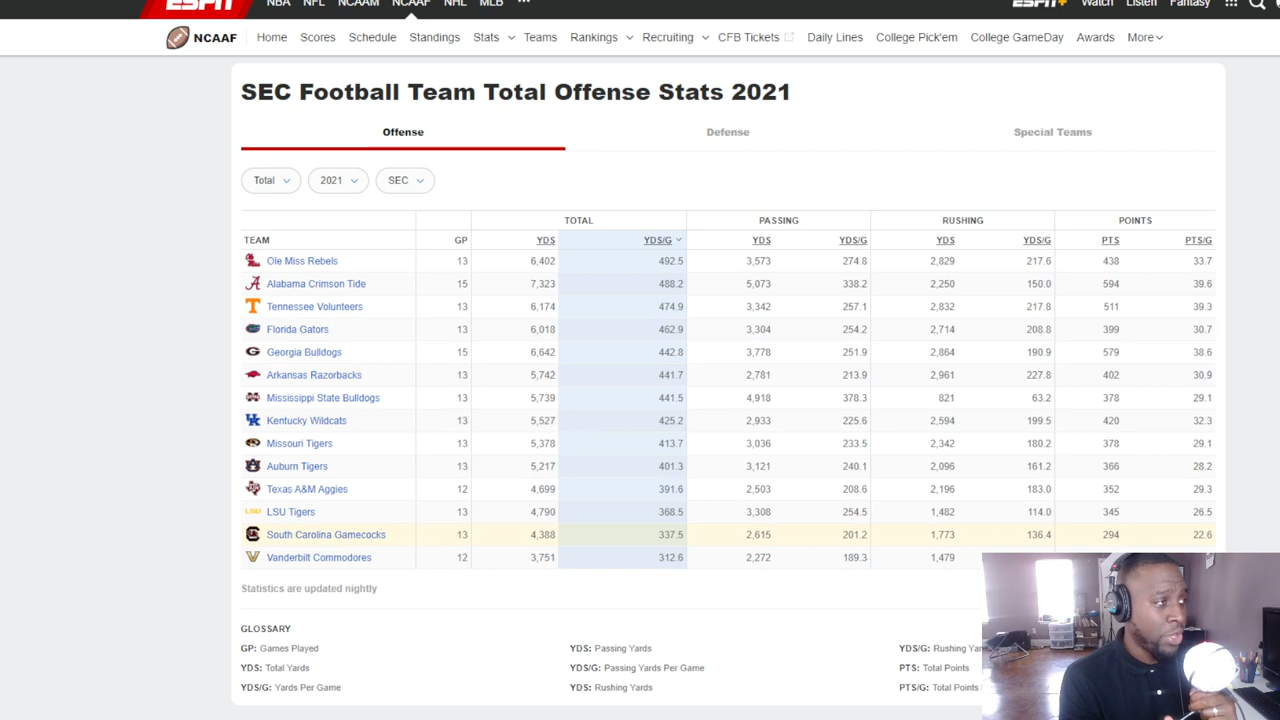 ESPN NBA NFL NCAAM NCAAF NHL MLB ESPN+ Watch Listen Fantasy
NCAAF Home Scores Schedule Standings Stats Teams Rankings Recruiting CFB Tickets Daily Lines College Pick'em College GameDay Awards More
SEC Football Team Total Offense Stats 2021
Offense Defense Special Teams
Total 2021 SEC
TOTAL PASSING RUSHING POINTS
TEAM GP YDS YDS/G YDS YDS/G YDS YDS/G PTS PTS/G
Ole Miss Rebels 13 6,402 492.5 3,573 274.8 2,829 217.6 438 33.7
Alabama Crimson Tide 15 7,323 488.2 5,073 338.2 2,250 150.0 594 39.6
Tennessee Volunteers 13 6,174 474.9 3,342 257.1 2,832 217.8 511 39.3
Florida Gators 13 6,018 462.9 3,304 254.2 2,714 208.8 399 30.7
Georgia Bulldogs 15 6,642 442.8 3,778 251.9 2,864 190.9 579 38.6
Arkansas Razorbacks 13 5,742 441.7 2,781 213.9 2,961 227.8 402 30.9
Mississippi State Bulldogs 13 5,739 441.5 4,918 378.3 821 63.2 378 29.1
Kentucky Wildcats 13 5,527 425.2 2,933 225.6 2,594 199.5 420 32.3
Missouri Tigers 13 5,378 413.7 3,036 233.5 2,342 180.2 378 29.1
Auburn Tigers 13 5,217 401.3 3,121 240.1 2,096 161.2 366 28.2
Texas A&M Aggies 12 4,699 391.6 2,503 208.6 2,196 183.0 352 29.3
LSU LSU Tigers 13 4,790 368.5 3,308 254.5 1,482 114.0 345 26.5
South Carolina Gamecocks 13 4,388 337.5 2,615 201.2 1,773 136.4 294 22.6
Vanderbilt Commodores 12 3,751 312.6 2,272 189.3 1,479
Statistics are updated nightly
GLOSSARY
GP: Games Played YDS: Passing Yards YDS/G: Rushing Yar
YDS: Total Yards YDS/G: Passing Yards Per Game PTS: Total Points
YDS/G: Yards Per Game YDS: Rushing Yards PTS/G: Total Points